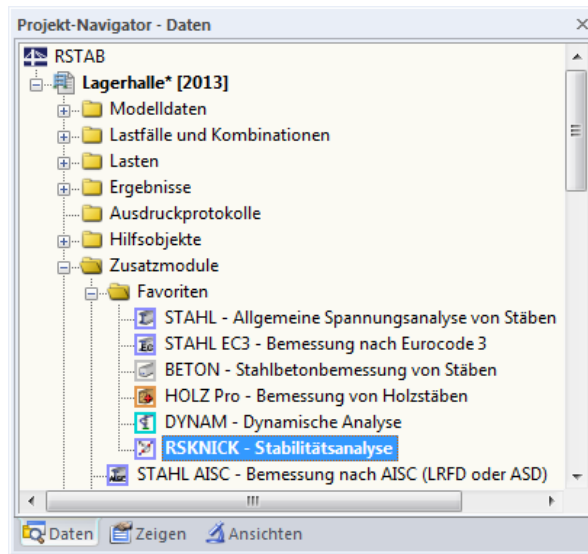 Projekt-Navigator - Daten
RSTAB
Lagerhalle* [2013]
Modelldaten
Lastfälle und Kombinationen
Lasten
Ergebnisse
Ausdruckprotokolle
Hilfsobjekte
Zusatzmodule
Favoriten
STAHL - Allgemeine Spannungsanalyse von Stäben
STAHL EC3 - Bemessung nach Eurocode 3
BETON - Stahlbetonbemessung von Stäben
HOLZ Pro - Bemessung von Holzstäben
DYNAM - Dynamische Analyse
RSKNICK - Stabilitätsanalyse
STAHL AISC - Bemessung nach AISC (LRFD oder ASD)
Daten Zeigen Ansichten